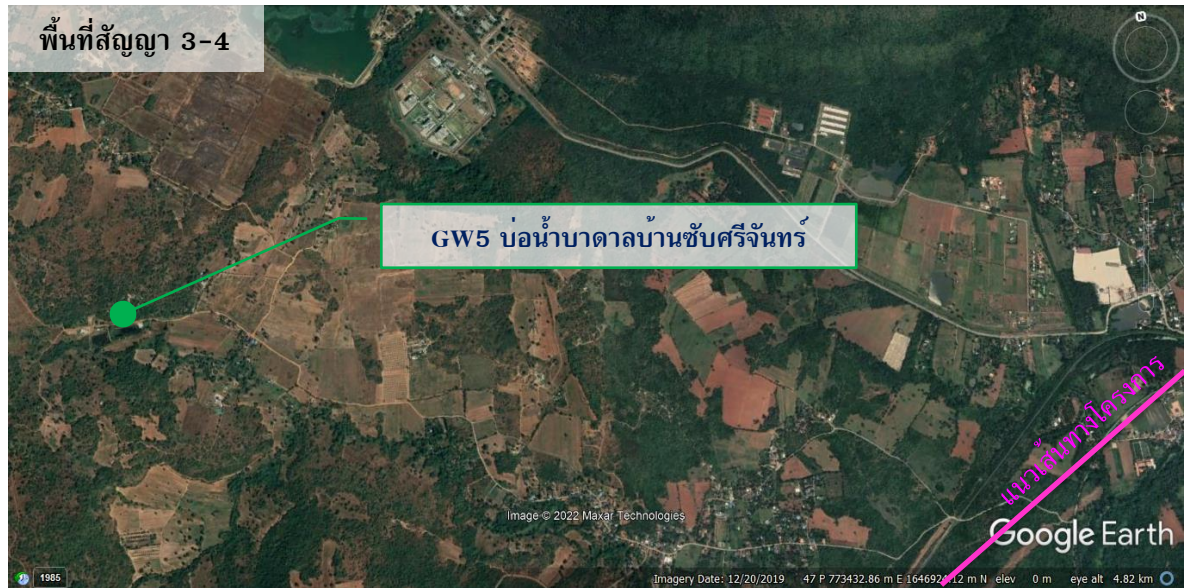 พื้นที่สัญญา 3-4
N
GW5 บ่อน้ำบาดาลบ้านซับศรีจันทร์
แนวเส้นทางโครงการ
Image © 2022 Maxar Technologies
Google Earth
1985
Imagery Date: 12/20/2019 47 P 773432.86 m E 1646924.12 m N elev 0 m eye alt 4.82 km